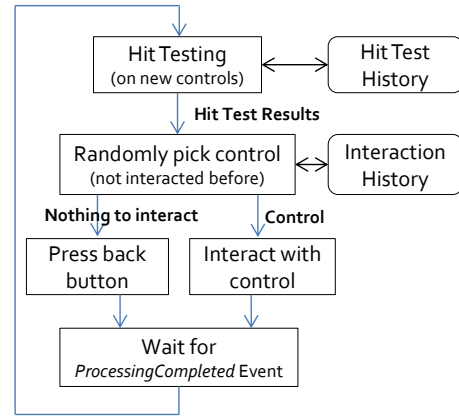 Hit Testing
(on new controls)
Hit Test
History
Hit Test Results
Randomly pick control
(not interacted before)
Interaction
History
Nothing to interact
Control
Press back
button
Interact with
control
Wait for
ProcessingCompleted Event